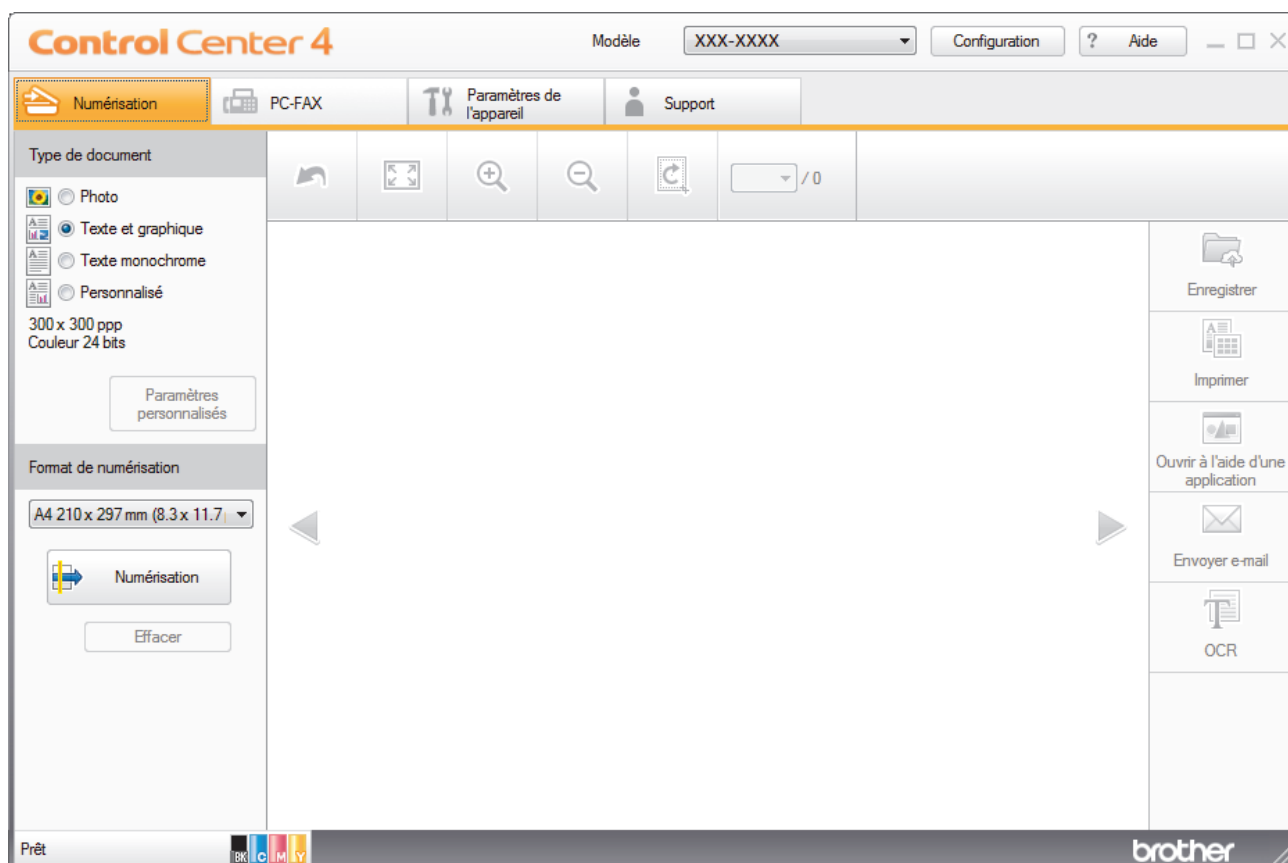 Control Center 4
Modèle
XXX-XXXX
Configuration
? Aide
Numérisation
PC-FAX
Paramètres de
l'appareil
Support
Type de document
/ 0
Photo
Texte et graphique
Texte monochrome
Personnalisé
300 x 300 ppp
Couleur 24 bits
Paramètres
personnalisés
Format de numérisation
A4 210 x 297 mm (8.3 x 11.7
Numérisation
Effacer
Enregistrer
Imprimer
Ouvrir à l'aide d'une
application
Envoyer e-mail
OCR
Prêt
BK C M Y
brother